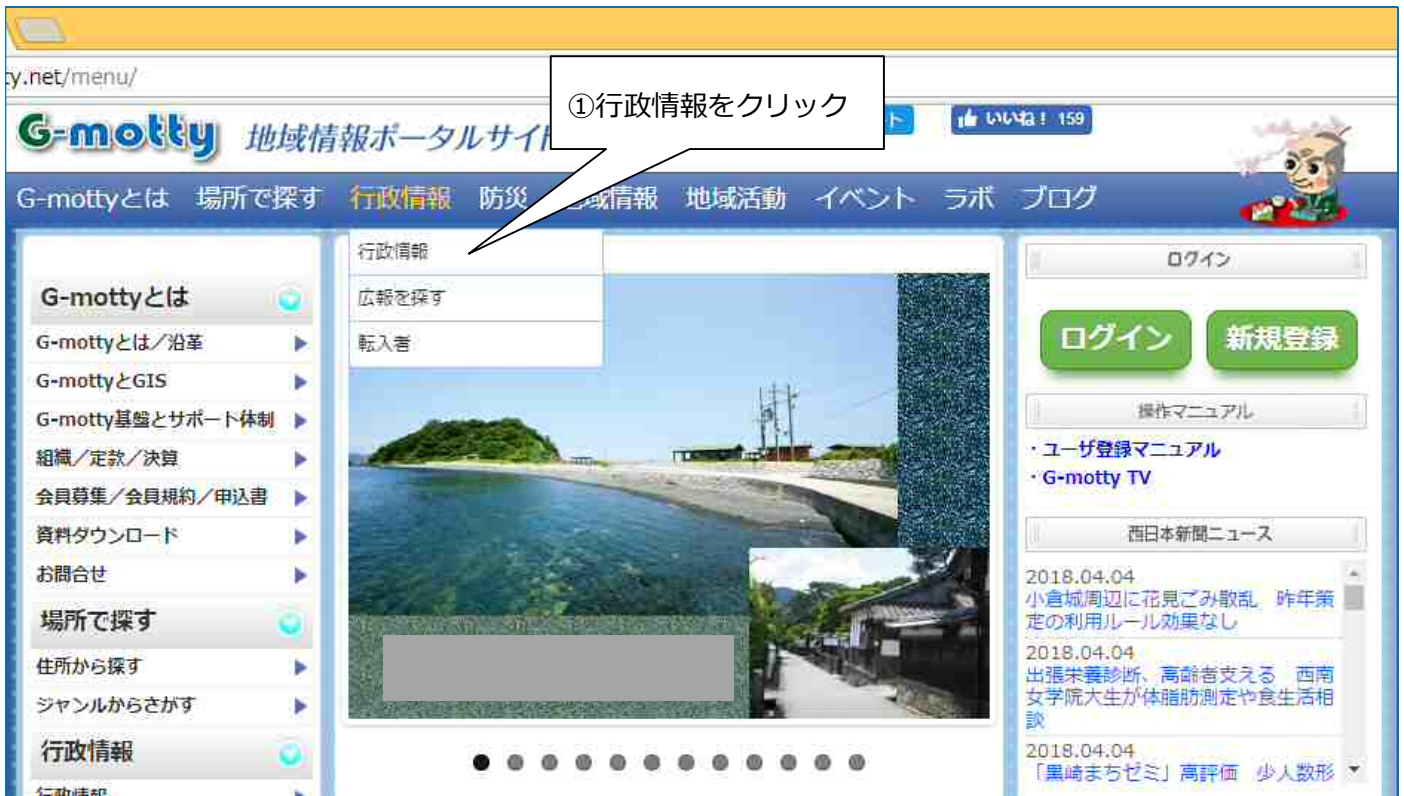 ty.net/menu/
①行政情報をクリック
G-motty 地域情報ポータルサイ
いいね! 159
G-mottyとは 場所で探す 行政情報 防災 域情報 地域活動 イベント ラボ ブログ
行政情報
広報を探す
転入者
G-mottyとは
G-mottyとは/沿革
G-mottyとGIS
G-motty基盤とサポート体制
組織/定款/決算
会員募集/会員規約/申込書
資料ダウンロード
お問合せ
場所で探す
住所から探す
ジャンルからさがす
行政情報
行政情報
ログイン
ログイン 新規登録
操作マニュアル
・ユーザ登録マニュアル
・G-motty TV
西日本新聞ニュース
2018.04.04
小倉城周辺に花見ごみ散乱 昨年策
定の利用ルール効果なし
2018.04.04
出張栄養診断、高齢者支える 西南
女学院大生が体脂肪測定や食生活相
談
2018.04.04
「黒崎まちゼミ」高評価 少人数形